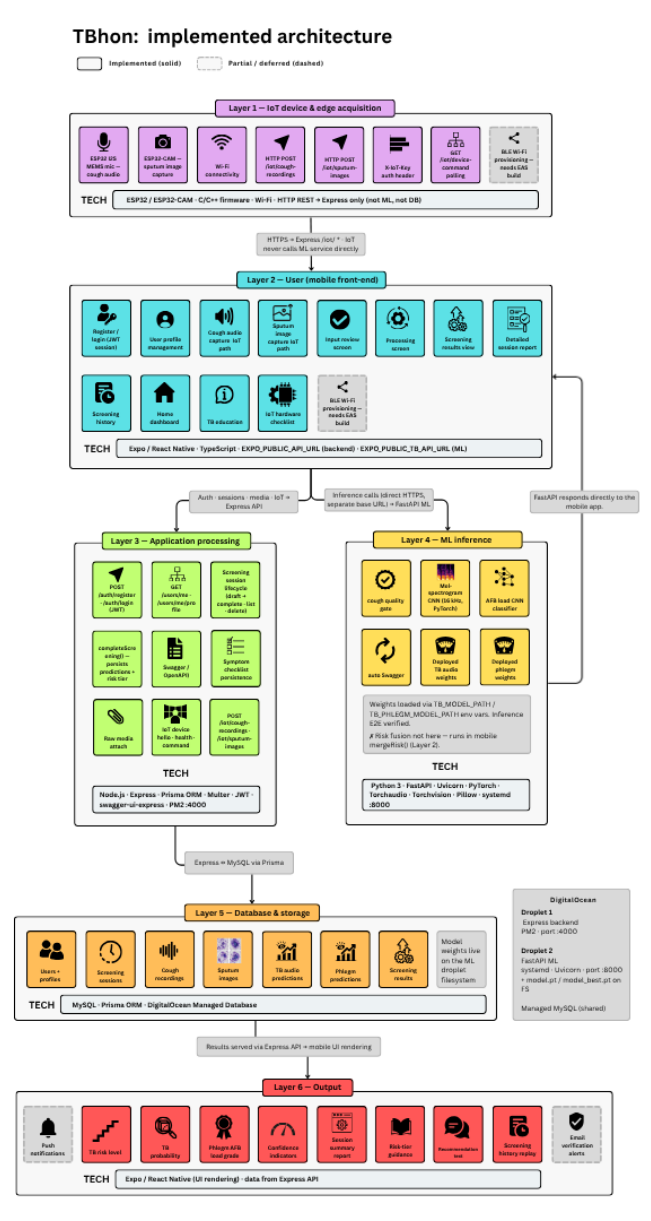 TBhon: implemented architecture
Implemented (solid)
Partial / deferred (dashed)
Layer 1 — IoT device & edge acquisition
ESP32 I2S
MEMS mic —
cough audio
ESP32-CAM —
sputum image
capture
Wi-Fi
connectivity
HTTP POST
/iot/cough-
recordings
HTTP POST
/iot/sputum-
images
X-IoT-Key
auth header
GET
/iot/device-
command
polling
BLE Wi-Fi
provisioning —
needs EAS
build
TECH
ESP32 / ESP32-CAM · C/C++ firmware · Wi-Fi · HTTP REST → Express only (not ML, not DB)
HTTPS → Express /iot/ * · IoT
never calls ML service directly
Layer 2 — User (mobile front-end)
Register /
login (JWT
session)
User profile
management
Cough audio
capture IoT
path
Sputum
image
capture IoT
path
Input review
screen
Processing
screen
Screening
results view
Detailed
session report
Screening
history
Home
dashboard
TB education
IoT hardware
checklist
BLE Wi-Fi
provisioning —
needs EAS
build
TECH
Expo / React Native · TypeScript · EXPO_PUBLIC_API_URL (backend) · EXPO_PUBLIC_TB_API_URL (ML)
Auth · sessions · media · IoT →
Express API
Inference calls (direct HTTPS,
separate base URL) → FastAPI ML
FastAPI responds directly to the
mobile app.
Layer 3 — Application processing
POST
/auth/register
· /auth/login
(JWT)
GET
/users/me ·
/users/me/pro
file
Screening
session
lifecycle
(draft →
complete · list
· delete)
completeScre
ening() —
persists
predictions +
risk tier
Swagger /
OpenAPI)
Symptom
checklist
persistence
Raw media
attach
IoT device
hello · health·
command
POST
/iot/cough-
recordings ·
/iot/sputum-
images
TECH
Node.js · Express · Prisma ORM · Multer · JWT ·
swagger-ui-express · PM2 :4000
Layer 4 — ML inference
cough quality
gate
Mel-
spectrogram
CNN (16 kHz,
PyTorch)
AFB load CNN
classifier
auto Swagger
Deployed
TB audio
weights
Deployed
phlegm
weights
Weights loaded via TB_MODEL_PATH /
TB_PHLEGM_MODEL_PATH env vars. Inference
E2E verified.
✗ Risk fusion not here — runs in mobile
mergeRisk() (Layer 2).
TECH
Python 3 · FastAPI · Uvicorn · PyTorch ·
Torchaudio · Torchvision · Pillow · systemd
:8000
Express ↔ MySQL via Prisma
Layer 5 — Database & storage
Users +
profiles
Screening
sessions
Cough
recordings
Sputum
images
TB audio
predictions
Phlegm
predictions
Screening
results
Model
weights live
on the ML
droplet
filesystem
TECH
MySQL · Prisma ORM · DigitalOcean Managed Database
DigitalOcean
Droplet 1
Express backend
PM2 · port :4000
Droplet 2
FastAPI ML
systemd · Uvicorn · port :8000
+ model.pt / model_best.pt on
FS
Managed MySQL (shared)
Results served via Express API → mobile UI rendering
Layer 6 — Output
Push
notifications
TB risk level
TB
probability
Phlegm AFB
load grade
Confidence
indicators
Session
summary
report
Risk-tier
guidance
Recommendation
text
Screening
history replay
Email
verification
alerts
TECH
Expo / React Native (UI rendering) · data from Express API